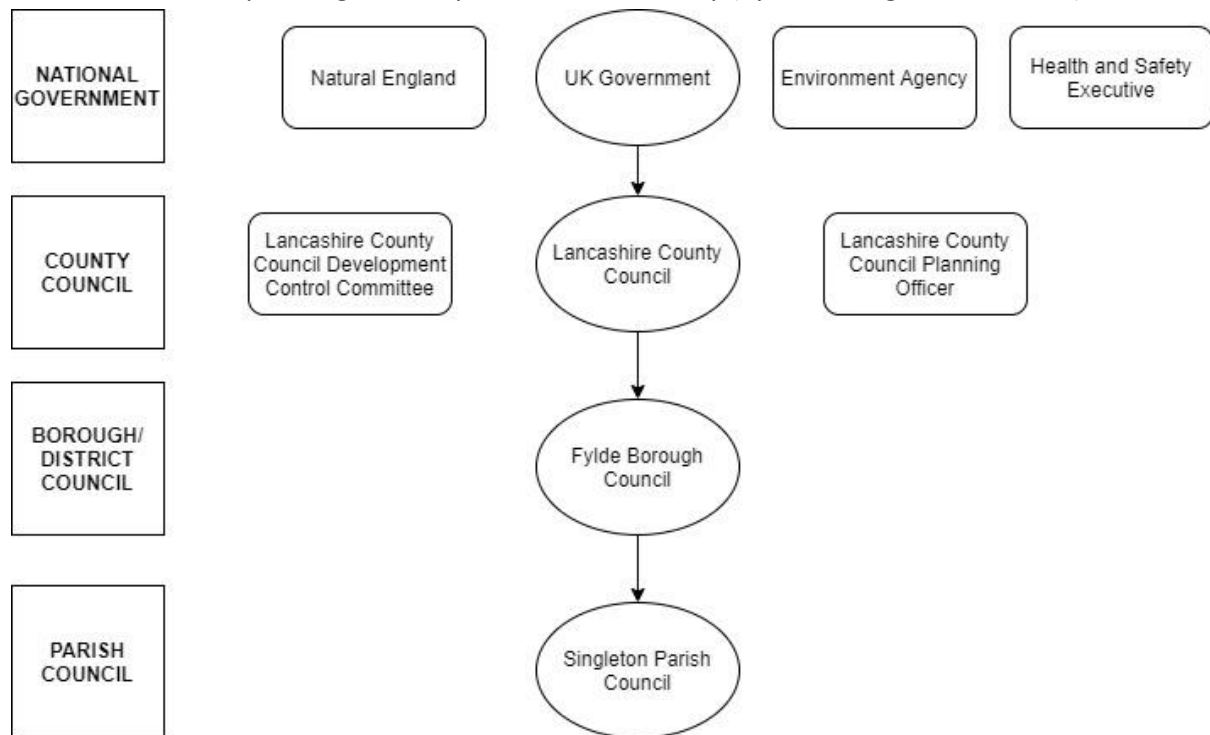 NATIONAL
GOVERNMENT
Natural England
UK Government
Environment Agency
Health and Safety
Executive
COUNTY
COUNCIL
Lancashire County
Council Development
Control Committee
Lancashire County
Council
Lancashire County
Council Planning
Officer
BOROUGH/
DISTRICT
COUNCIL
Fylde Borough
Council
PARISH
COUNCIL
Singleton Parish
Council